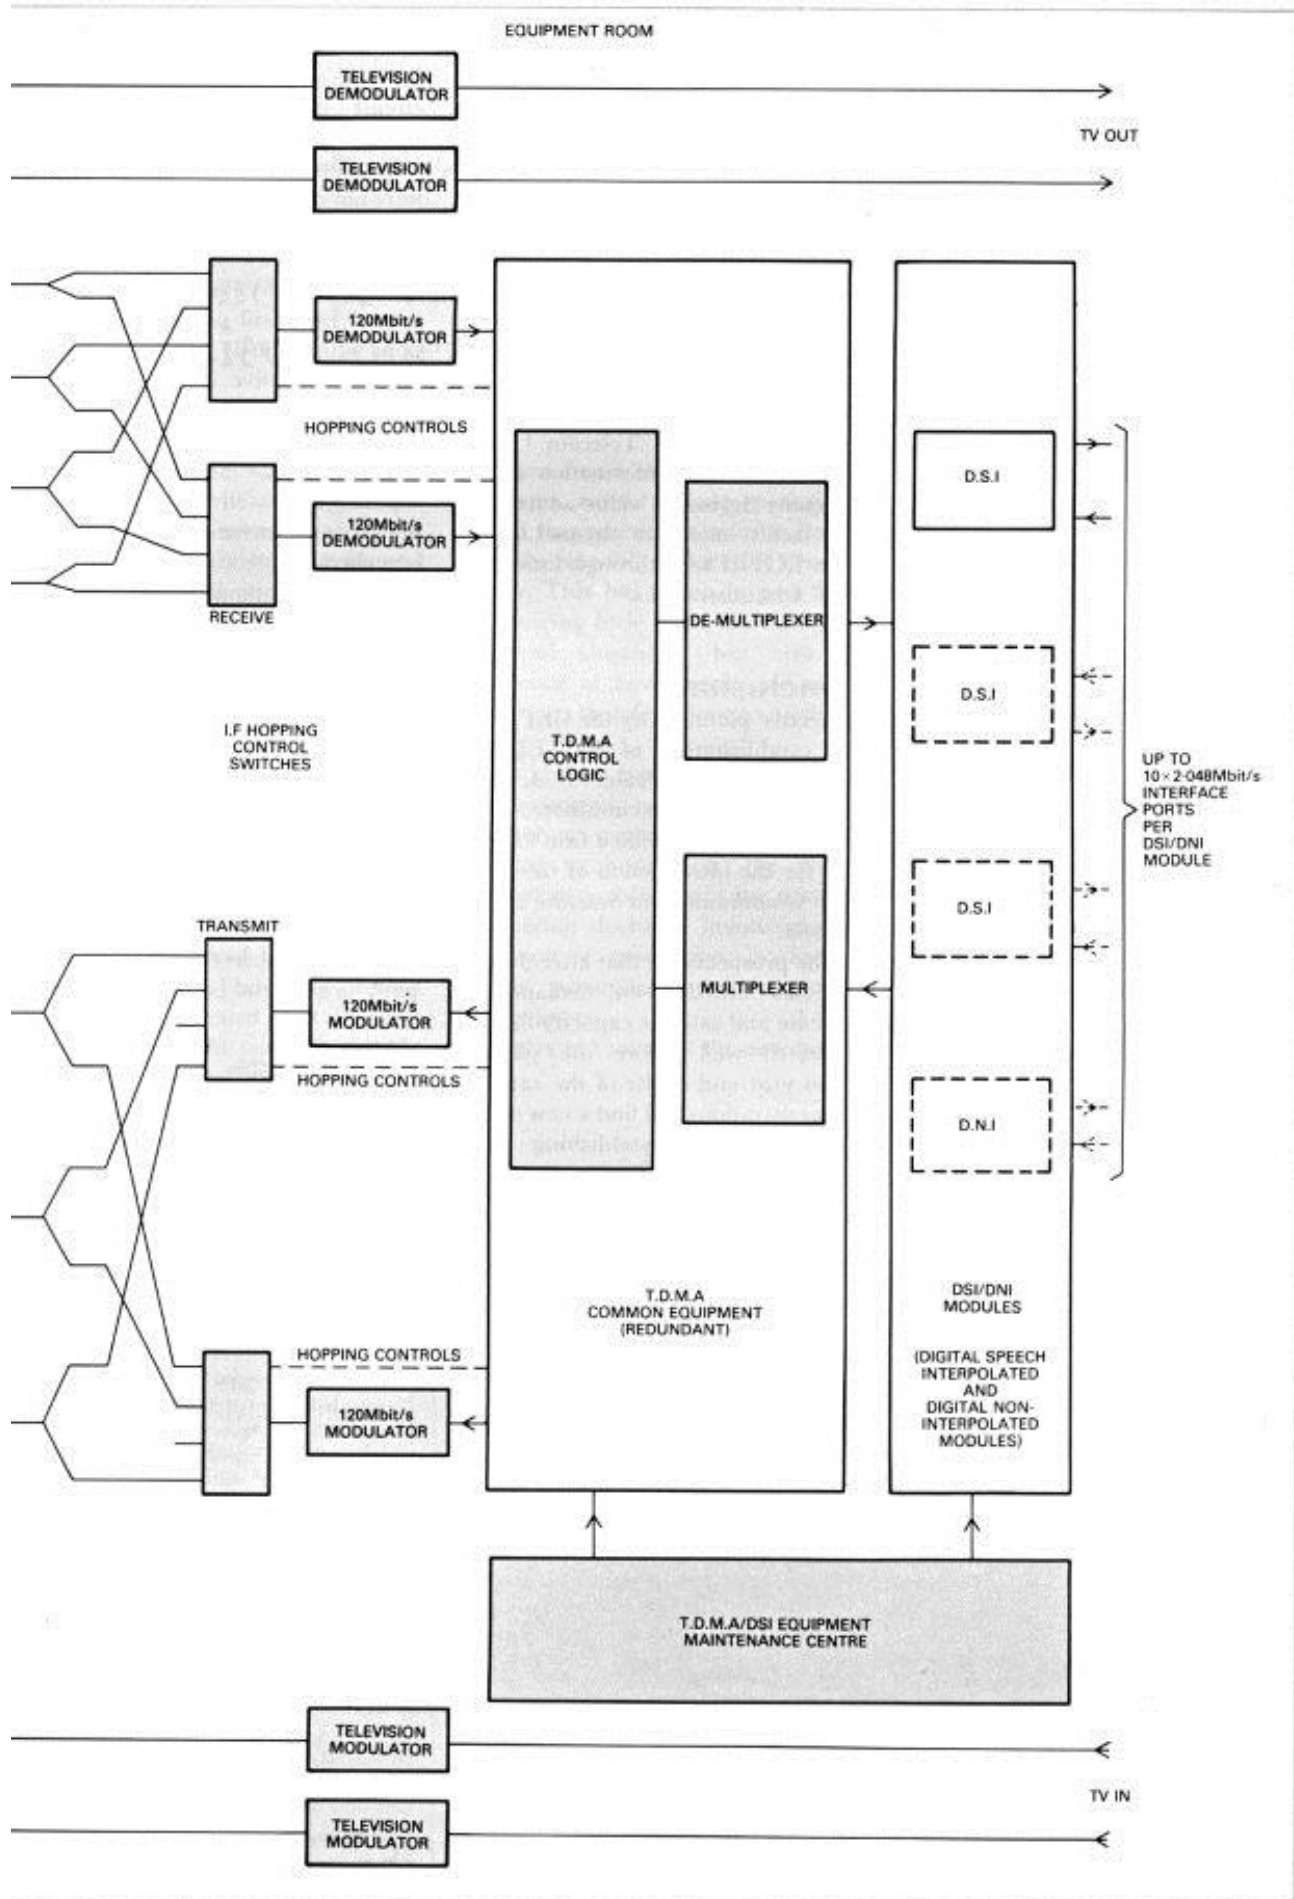 EQUIPMENT ROOM
TELEVISION
DEMODULATOR
TV OUT
TELEVISION
DEMODULATOR
120Mbit/s
DEMODULATOR
HOPPING CONTROLS
120Mbit/s
DEMODULATOR
RECEIVE
I.F HOPPING
CONTROL
SWITCHES
T.D.M.A
CONTROL
LOGIC
DE-MULTIPLEXER
MULTIPLEXER
D.S.I
D.S.I
D.S.I
D.N.I
UP TO
10×2·048Mbit/s
INTERFACE
PORTS
PER
DSI/DNI
MODULE
TRANSMIT
120Mbit/s
MODULATOR
HOPPING CONTROLS
HOPPING CONTROLS
120Mbit/s
MODULATOR
T.D.M.A
COMMON EQUIPMENT
(REDUNDANT)
DSI/DNI
MODULES
(DIGITAL SPEECH
INTERPOLATED
AND
DIGITAL NON-
INTERPOLATED
MODULES)
T.D.M.A/DSI EQUIPMENT
MAINTENANCE CENTRE
TELEVISION
MODULATOR
TV IN
TELEVISION
MODULATOR